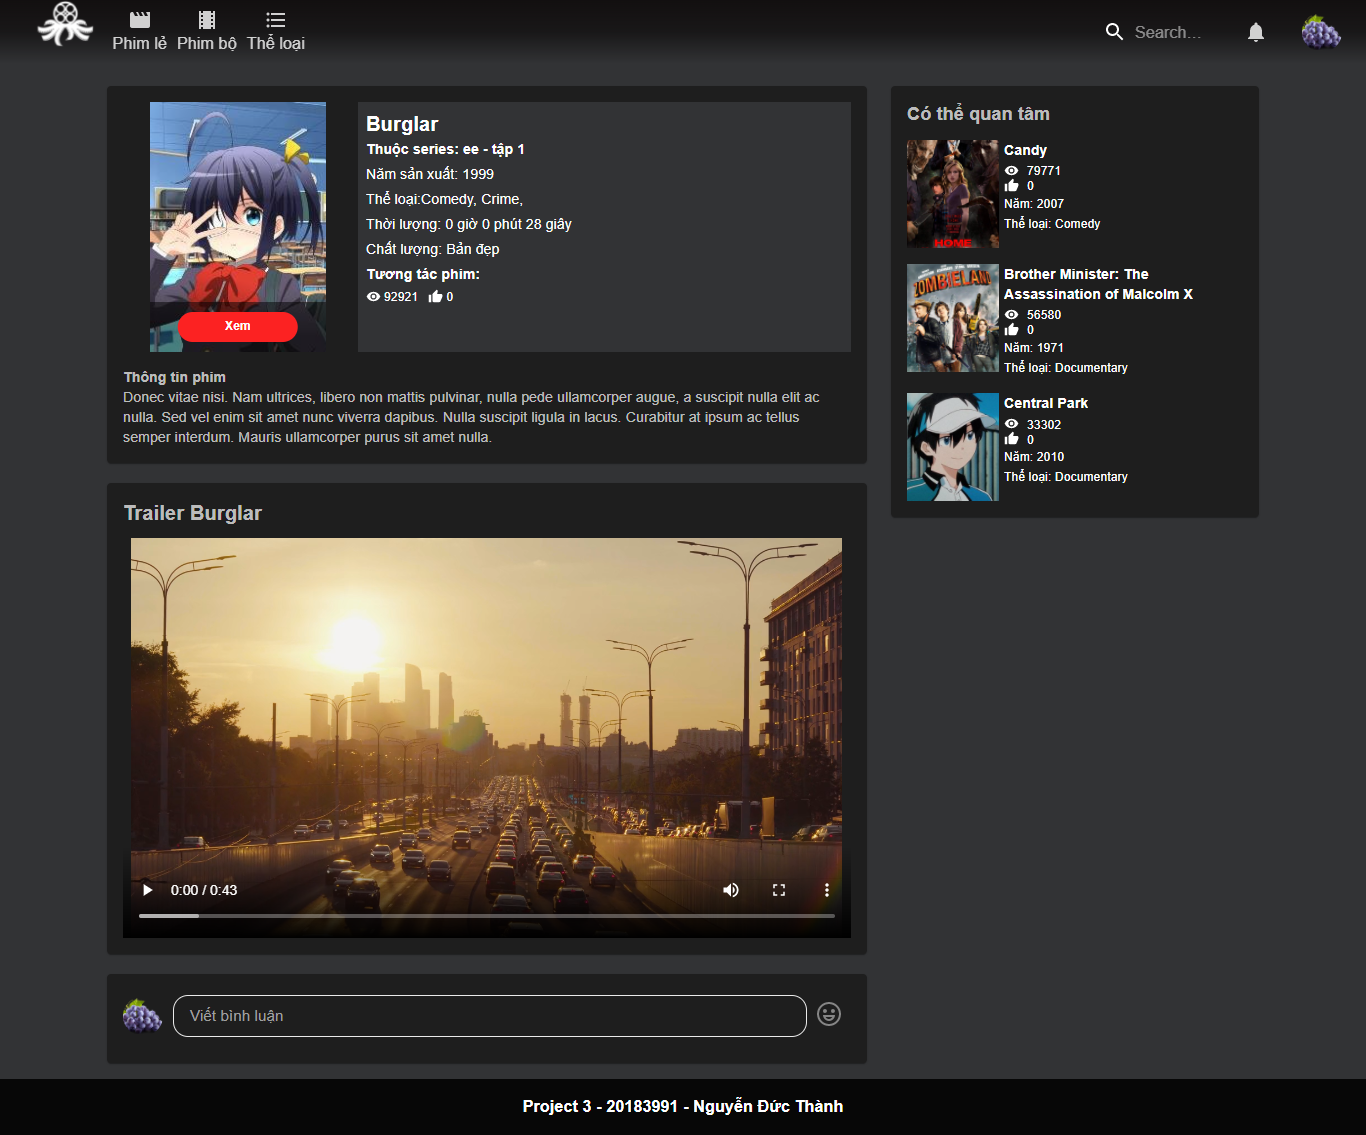 Phim lẻ Phim bộ Thể loại
Search...
Burglar
Thuộc series: ee - tập 1
Năm sản xuất: 1999
Thể loại:Comedy, Crime,
Thời lượng: 0 giờ 0 phút 28 giây
Chất lượng: Bản đẹp
Tương tác phim:
92921 0
Xem
Thông tin phim
Donec vitae nisi. Nam ultrices, libero non mattis pulvinar, nulla pede ullamcorper augue, a suscipit nulla elit ac
nulla. Sed vel enim sit amet nunc viverra dapibus. Nulla suscipit ligula in lacus. Curabitur at ipsum ac tellus
semper interdum. Mauris ullamcorper purus sit amet nulla.
Có thể quan tâm
HOME
Candy
79771
0
Năm: 2007
Thể loại: Comedy
ZOMBIELAND
Brother Minister: The
Assassination of Malcolm X
56580
0
Năm: 1971
Thể loại: Documentary
Central Park
33302
0
Năm: 2010
Thể loại: Documentary
Trailer Burglar
0:00 / 0:43
Viết bình luận
Project 3 - 20183991 - Nguyễn Đức Thành